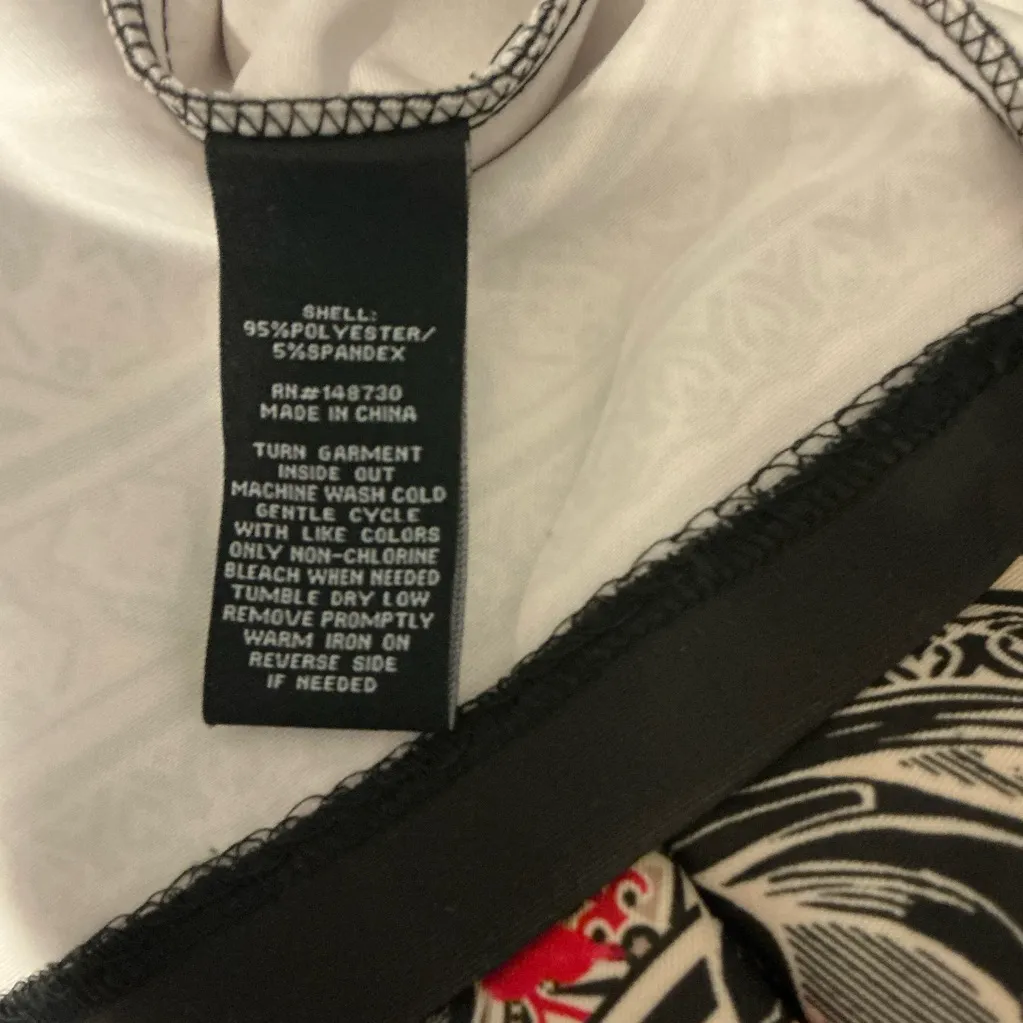 SHELL:
95%POLYESTER/
5%SPANDEX
RN#148730
MADE IN CHINA
TURN GARMENT
INSIDE OUT
MACHINE WASH COLD
GENTLE CYCLE
WITH LIKE COLORS
ONLY NON-CHLORINE
BLEACH WHEN NEEDED
TUMBLE DRY LOW
REMOVE PROMPTLY
WARM IRON ON
REVERSE SIDE
IF NEEDED